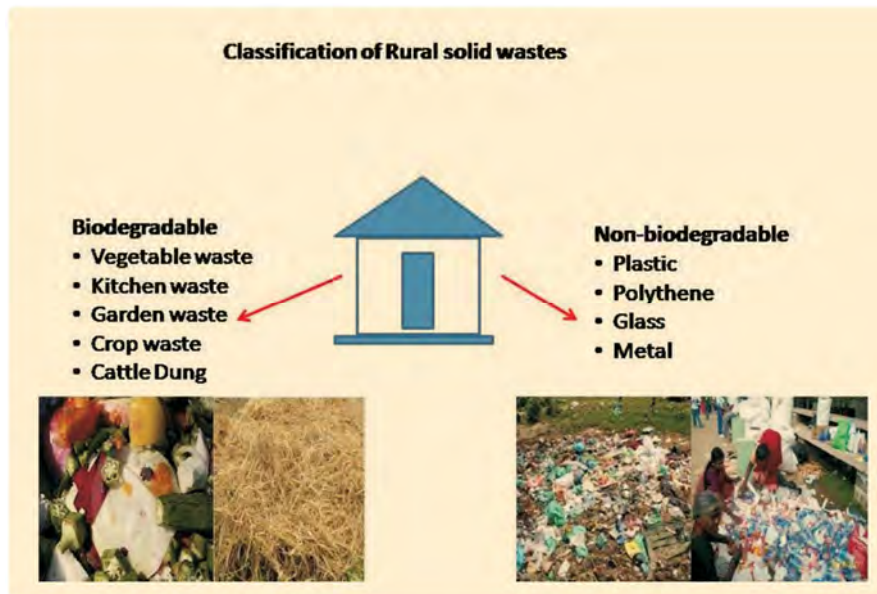 Classification of Rural solid wastes
Biodegradable
• Vegetable waste
• Kitchen waste
• Garden waste
• Crop waste
• Cattle Dung
Non-biodegradable
• Plastic
• Polythene
• Glass
• Metal